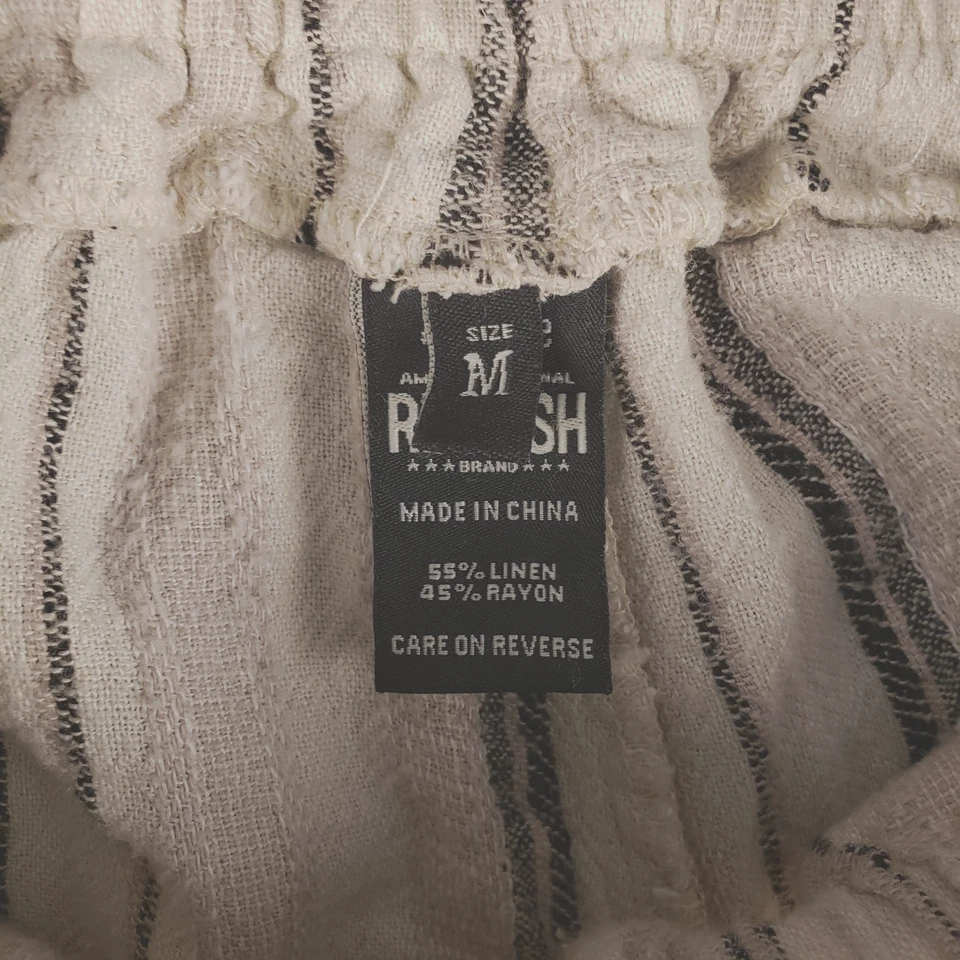 SIZE
M
★★★BRAND★★★
MADE IN CHINA
55% LINEN
45% RAYON
CARE ON REVERSE